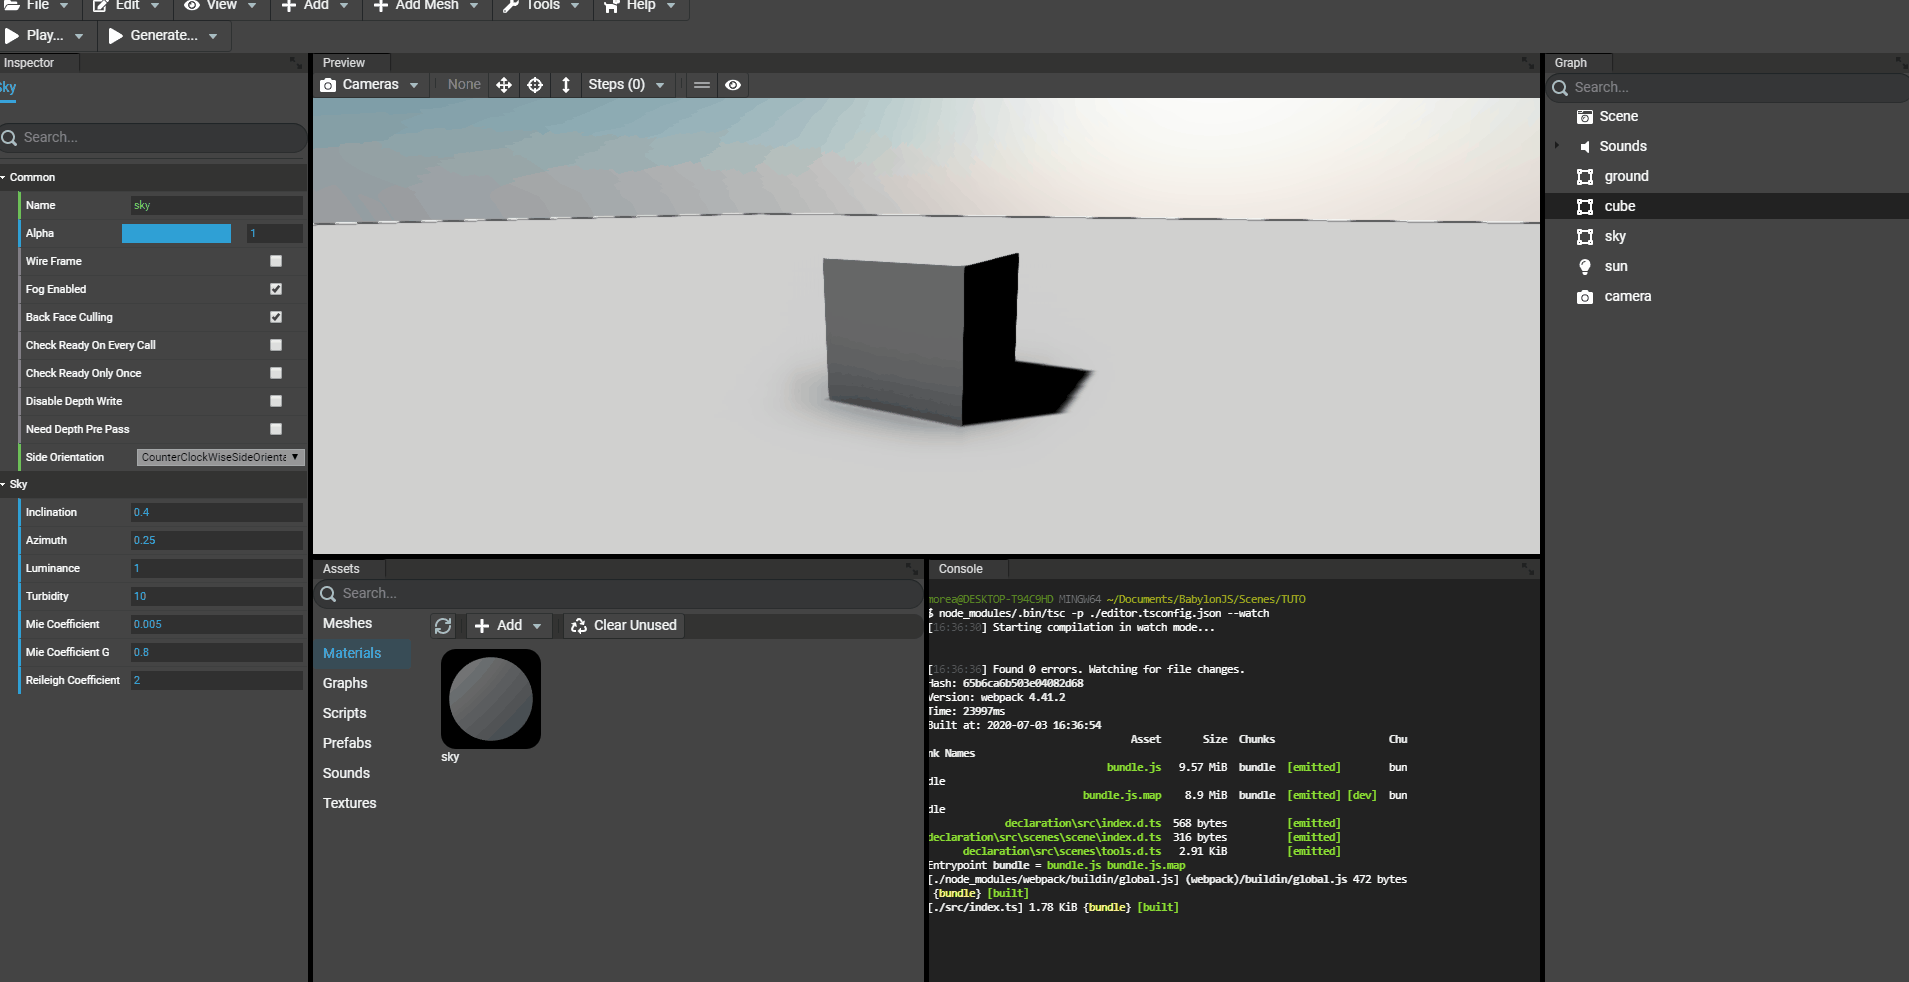 File
Edit
View
Add
Add Mesh
Tools
Help
Play...
Generate...
Inspector
Sky
Search...
Common
Name
sky
Alpha
1
Wire Frame
Fog Enabled
Back Face Culling
Check Ready On Every Call
Check Ready Only Once
Disable Depth Write
Need Depth Pre Pass
Side Orientation
CounterClockWiseSideOrienta
Sky
Inclination
0.4
Azimuth
0.25
Luminance
1
Turbidity
10
Mie Coefficient
0.005
Mie Coefficient G
0.8
Reileigh Coefficient
2
Preview
Cameras
None
Steps (0)
Assets
Search...
Meshes
Materials
Graphs
Scripts
Prefabs
Sounds
Textures
Add
Clear Unused
sky
Console
morea@DESKTOP-T94C9HD MINGW64 ~/Documents/BabylonJS/Scenes/TUTO
$ node_modules/.bin/tsc -p ./editor.tsconfig.json --watch
[16:36:30] Starting compilation in watch mode...
[16:36:36] Found 0 errors. Watching for file changes.
Hash: 65b6ca6b503e04082d68
Version: webpack 4.41.2
Time: 23997ms
Built at: 2020-07-03 16:36:54
Asset Size Chunks Chu
nk Names
bundle.js 9.57 MiB bundle [emitted] bun
dle
bundle.js.map 8.9 MiB bundle [emitted] [dev] bun
dle
declaration\src\index.d.ts 568 bytes [emitted]
declaration\src\scenes\scene\index.d.ts 316 bytes [emitted]
declaration\src\scenes\tools.d.ts 2.91 KiB [emitted]
Entrypoint bundle = bundle.js bundle.js.map
[./node_modules/webpack/buildin/global.js] (webpack)/buildin/global.js 472 bytes
{bundle} [built]
[./src/index.ts] 1.78 KiB {bundle} [built]
Graph
Search...
Scene
Sounds
ground
cube
sky
sun
camera